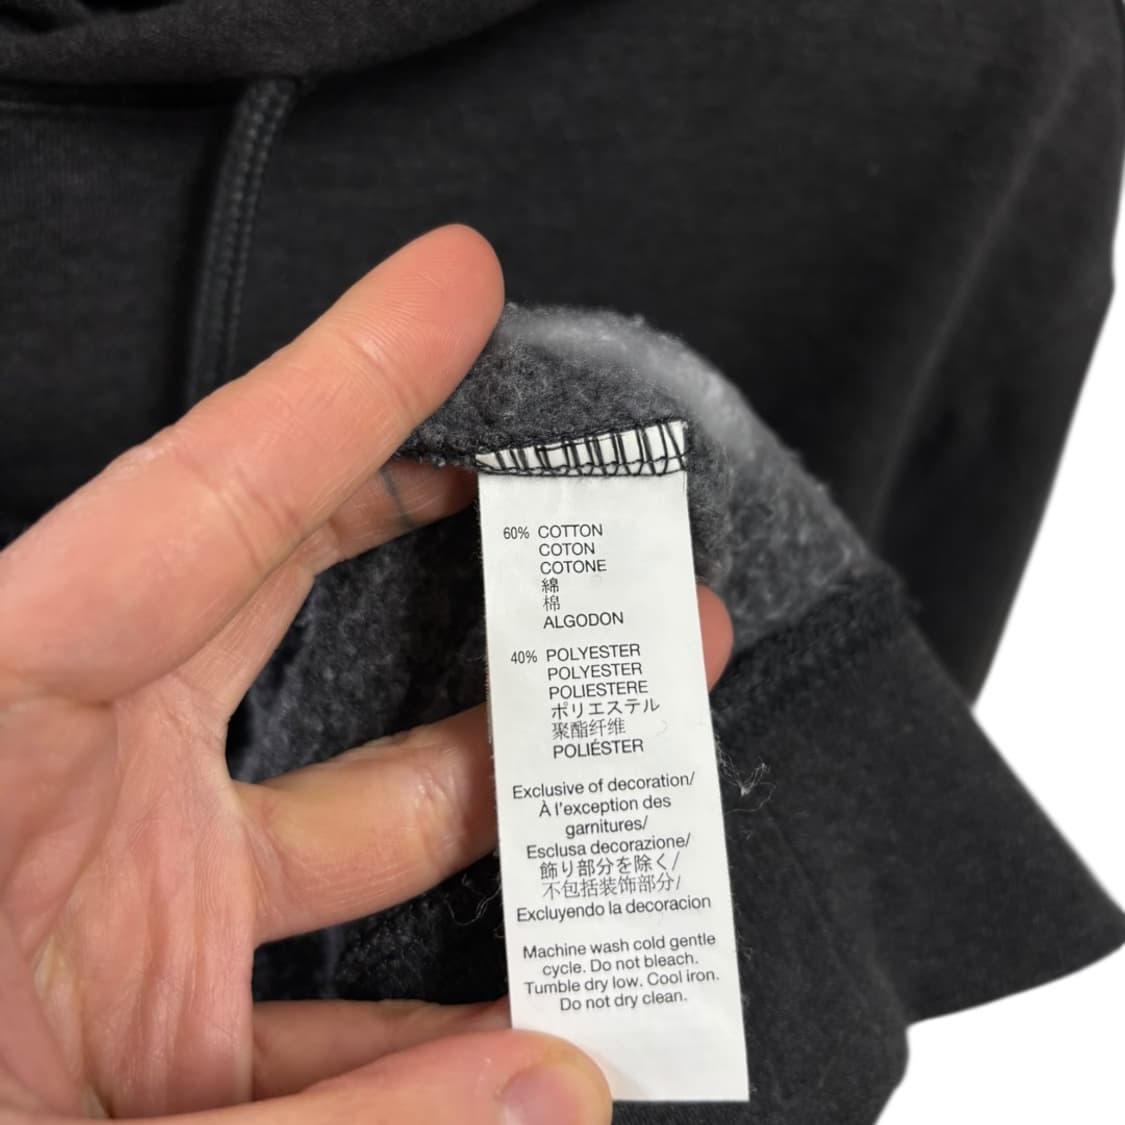 60% COTTON
COTON
COTONE
綿
棉
ALGODON
40% POLYESTER
POLYESTER
POLIESTERE
ポリエステル
聚酯纤维
POLIÉSTER
Exclusive of decoration/
À l'exception des
garnitures/
Esclusa decorazione/
飾り部分を除く/
不包括装饰部分/
Excluyendo la decoracion
Machine wash cold gentle
cycle. Do not bleach.
Tumble dry low. Cool iron.
Do not dry clean.